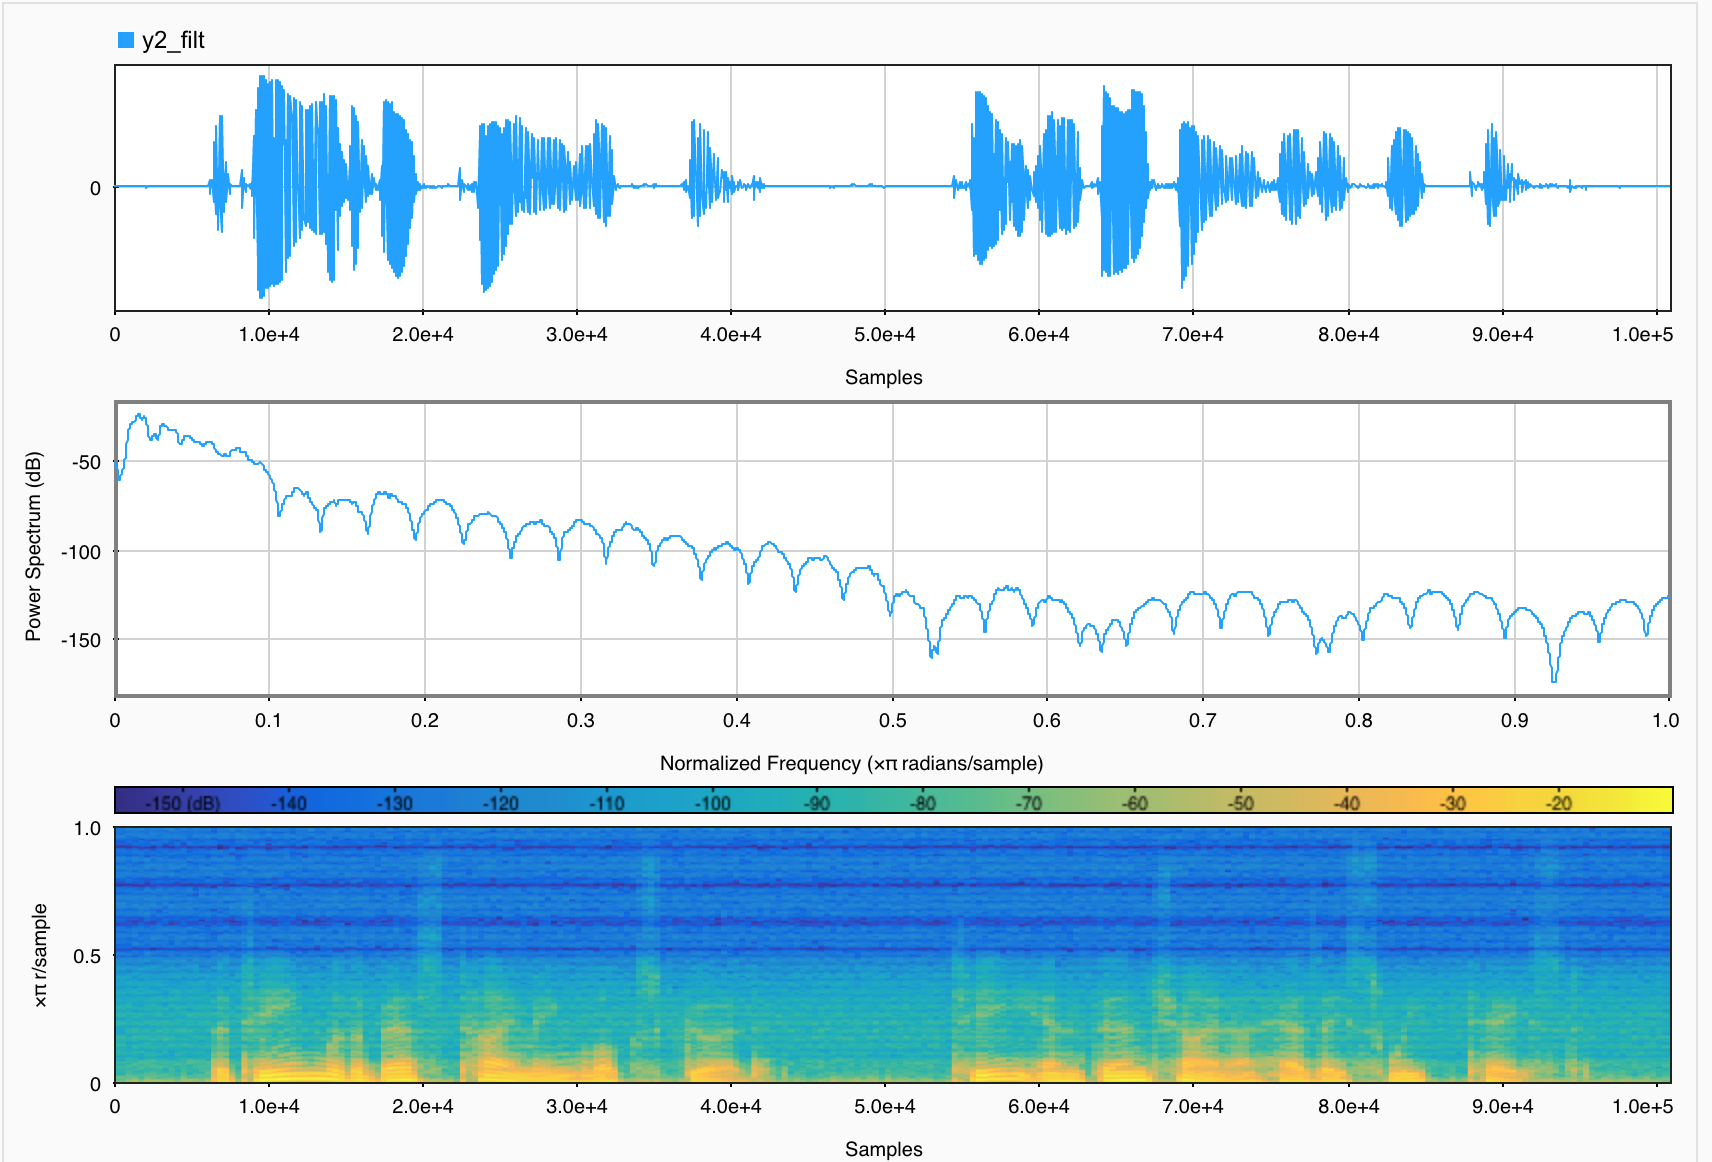 y2_filt
0
0 1.0e+4 2.0e+4 3.0e+4 4.0e+4 5.0e+4 6.0e+4 7.0e+4 8.0e+4 9.0e+4 1.0e+5
Samples
Power Spectrum (dB)
-50
-100
-150
0 0.1 0.2 0.3 0.4 0.5 0.6 0.7 0.8 0.9 1.0
Normalized Frequency (×π radians/sample)
-150 (dB) -140 -130 -120 -110 -100 -90 -80 -70 -60 -50 -40 -30 -20
×π r/sample
1.0
0.5
0
0 1.0e+4 2.0e+4 3.0e+4 4.0e+4 5.0e+4 6.0e+4 7.0e+4 8.0e+4 9.0e+4 1.0e+5
Samples